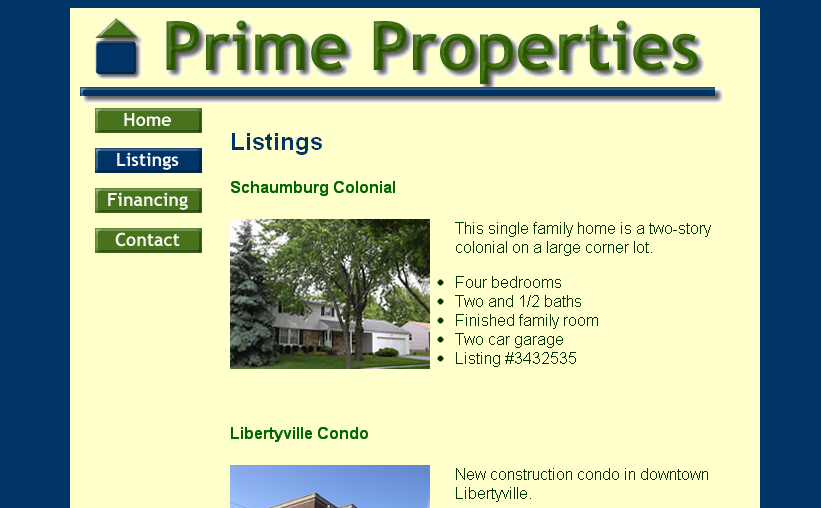 Prime Properties
Home
Listings
Financing
Contact
Listings
Schaumburg Colonial
This single family home is a two-story
colonial on a large corner lot.
Four bedrooms
Two and 1/2 baths
Finished family room
Two car garage
Listing #3432535
Libertyville Condo
New construction condo in downtown
Libertyville.